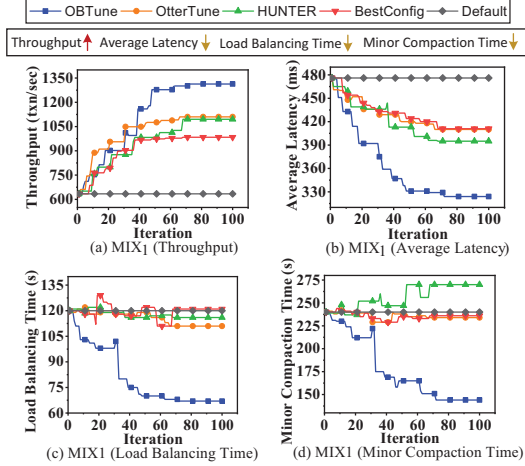 OBTune OtterTune HUNTER BestConfig Default
Throughput Average Latency Load Balancing Time Minor Compaction Time
Throughput (txn/sec)
1350
1200
1050
900
750
600
0 20 40 60 80 100
Iteration
(a) MIX1 (Throughput)
Average Latency (ms)
480
450
420
390
360
330
0 20 40 60 80 100
Iteration
(b) MIX1 (Average Latency)
Load Balancing Time (s)
135
120
105
90
75
60
0 20 40 60 80 100
Iteration
(c) MIX1 (Load Balancing Time)
Minor Compaction Time (s)
275
250
225
200
175
150
0 20 40 60 80 100
Iteration
(d) MIX1 (Minor Compaction Time)